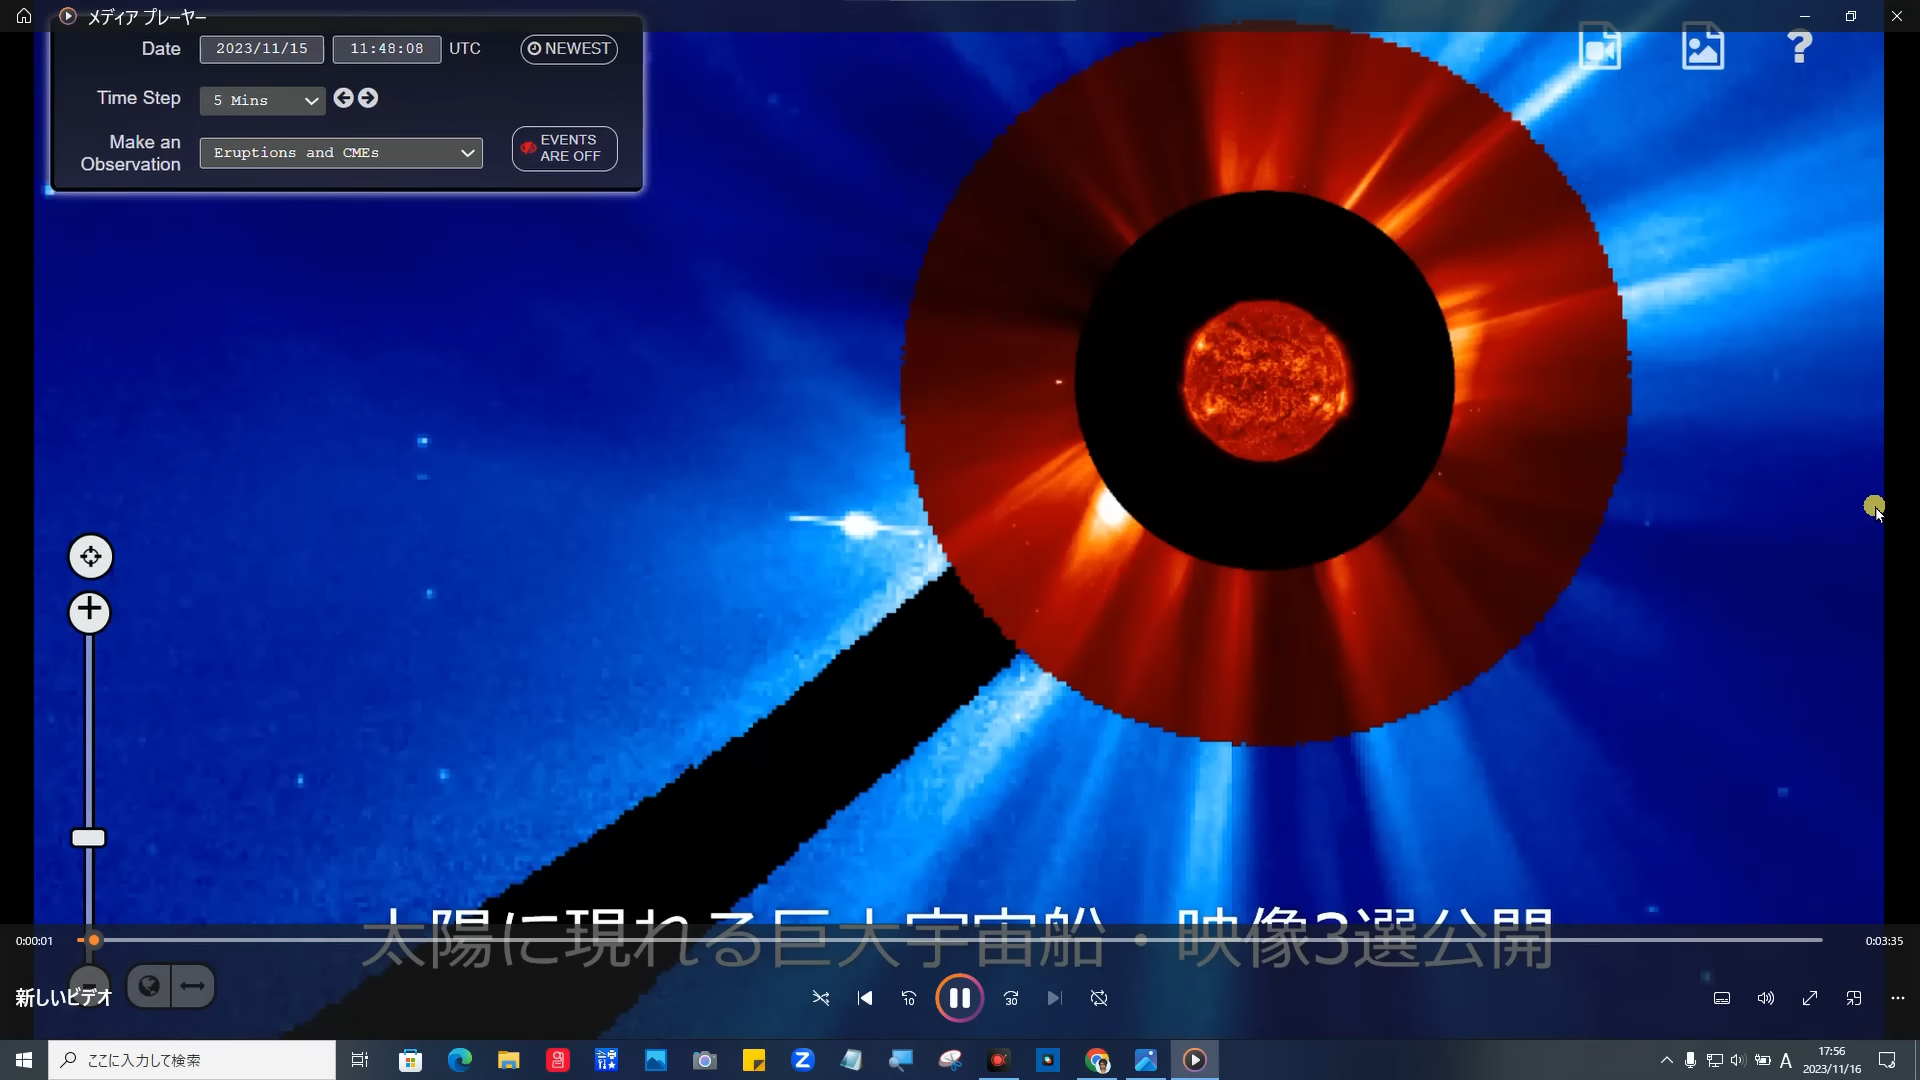 メディア プレーヤー
Date 2023/11/15 11:48:08 UTC NEWEST
Time Step 5 Mins
Make an Observation Eruptions and CMEs EVENTS ARE OFF
太陽に現れる巨大宇宙船・映像3選公開
0:00:01 0:03:35
新しいビデオ
10 30
ここに入力して検索
A 17:56
2023/11/16